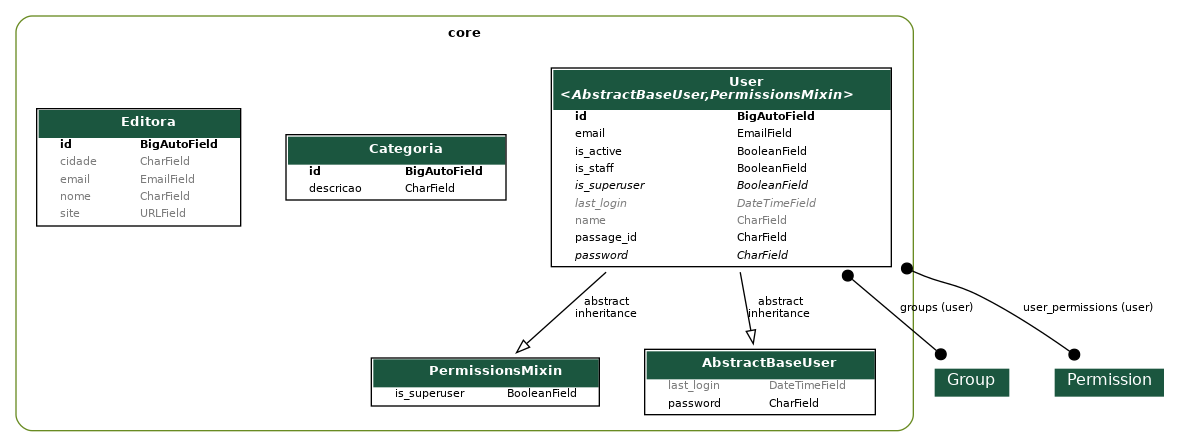 core
Editora
id BigAutoField
cidade CharField
email EmailField
nome CharField
site URLField
Categoria
id BigAutoField
descricao CharField
User
<AbstractBaseUser,PermissionsMixin>
id BigAutoField
email EmailField
is_active BooleanField
is_staff BooleanField
is_superuser BooleanField
last_login DateTimeField
name CharField
passage_id CharField
password CharField
abstract
inheritance
abstract
inheritance
groups (user)
user_permissions (user)
PermissionsMixin
is_superuser BooleanField
AbstractBaseUser
last_login DateTimeField
password CharField
Group
Permission